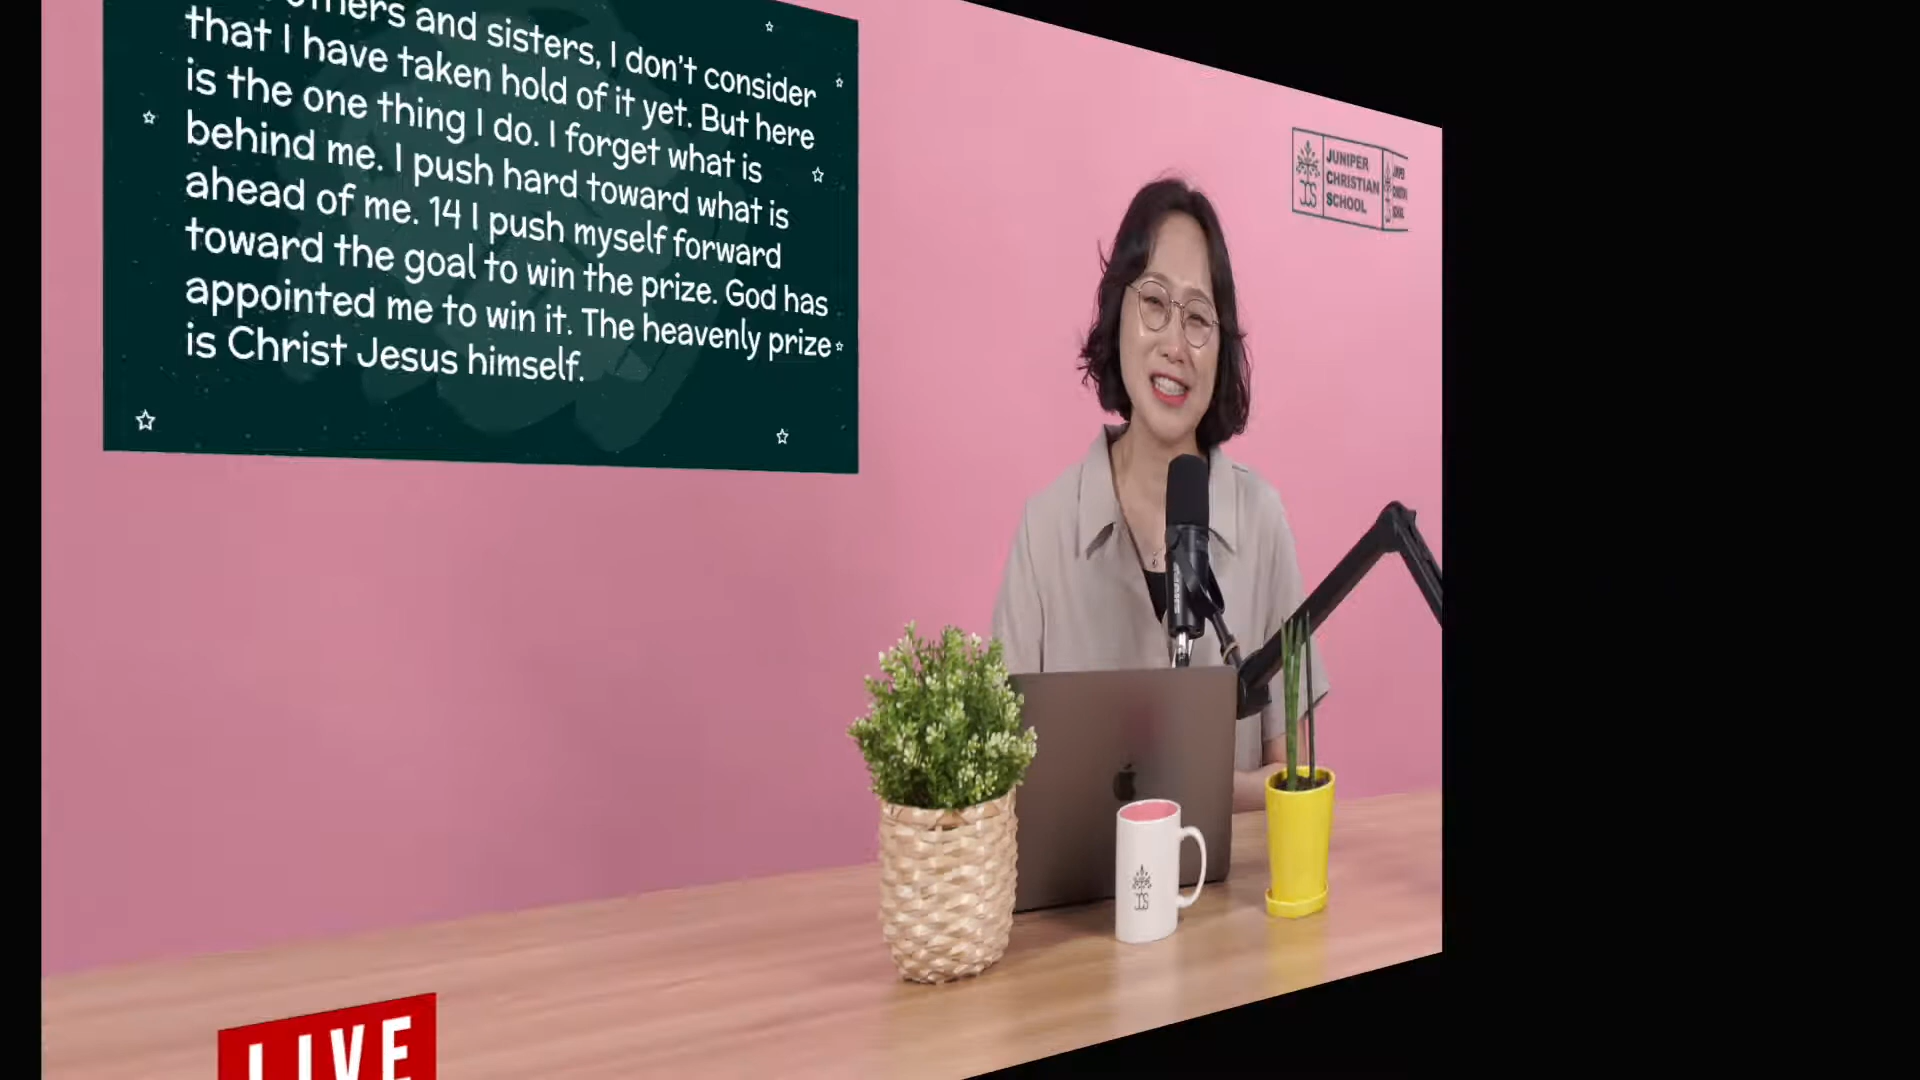 and sisters, I don't consider
that I have taken hold of it yet. But here
is the one thing I do. I forget what is
behind me. I push hard toward what is
ahead of me. 14 I push myself forward
toward the goal to win the prize. God has
appointed me to win it. The heavenly prize
is Christ Jesus himself.
JUNIPER
CHRISTIAN
SCHOOL
JCS
JCS
LIVE